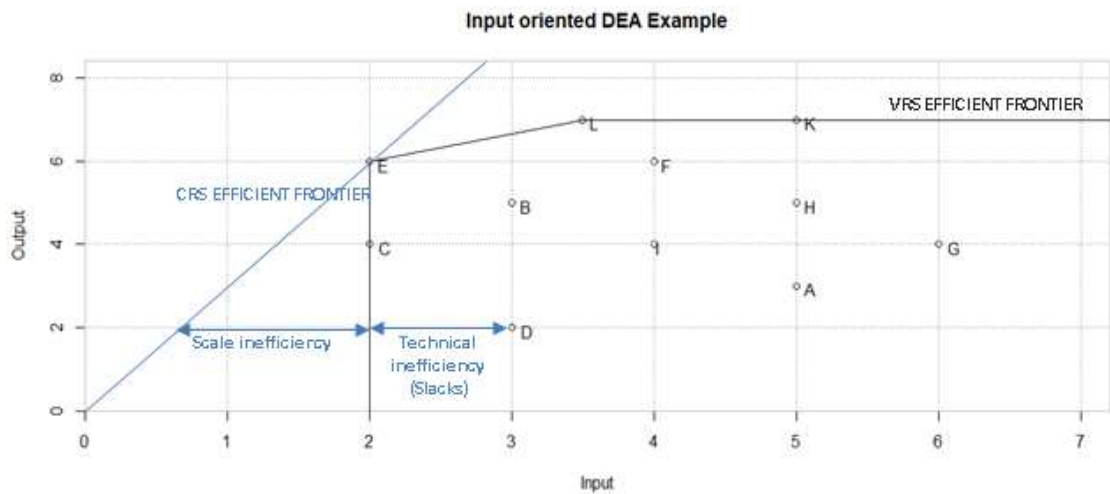 Input oriented DEA Example
8
VRS EFFICIENT FRONTIER
L
K
6
E
F
CRS EFFICIENT FRONTIER
B
H
Output
4
C
I
G
A
2
D
Scale inefficiency
Technical
inefficiency
(Slacks)
0
0 1 2 3 4 5 6 7
Input